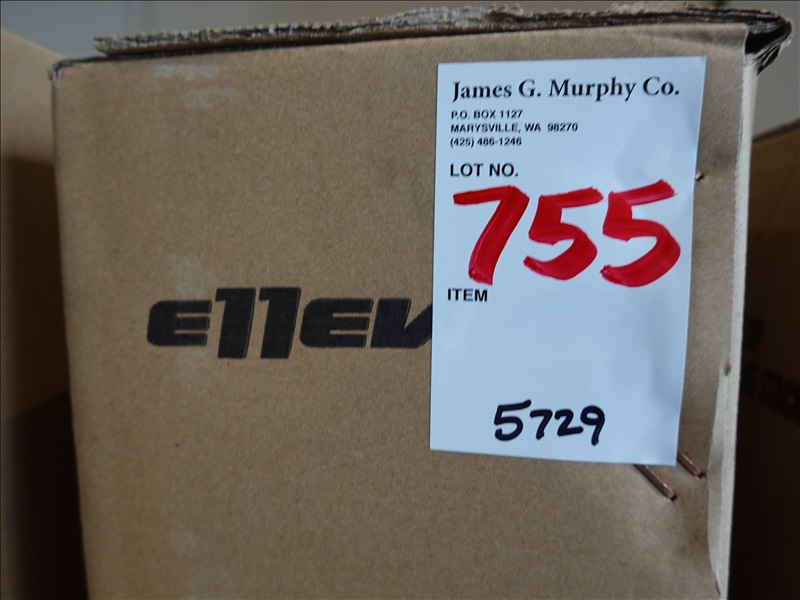 James G. Murphy Co.
P.O. BOX 1127
MARYSVILLE, WA 98270
(425) 486-1246
LOT NO.
755
ITEM
5729